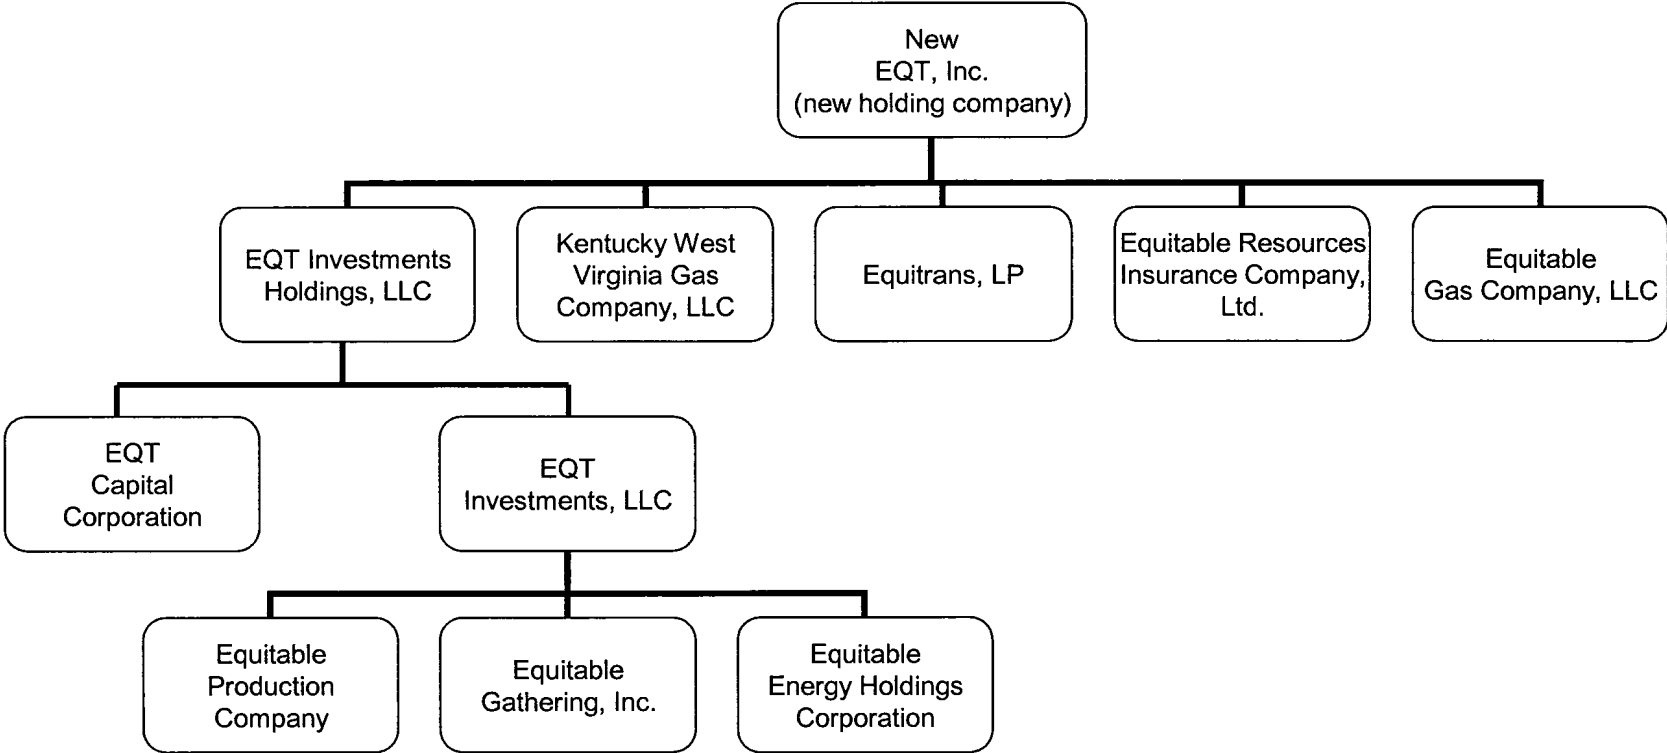 New
EQT, Inc.
(new holding company)
EQT Investments
Holdings, LLC
Kentucky West
Virginia Gas
Company, LLC
Equitrans, LP
Equitable Resources
Insurance Company,
Ltd.
Equitable
Gas Company, LLC
EQT
Capital
Corporation
EQT
Investments, LLC
Equitable
Production
Company
Equitable
Gathering, Inc.
Equitable
Energy Holdings
Corporation